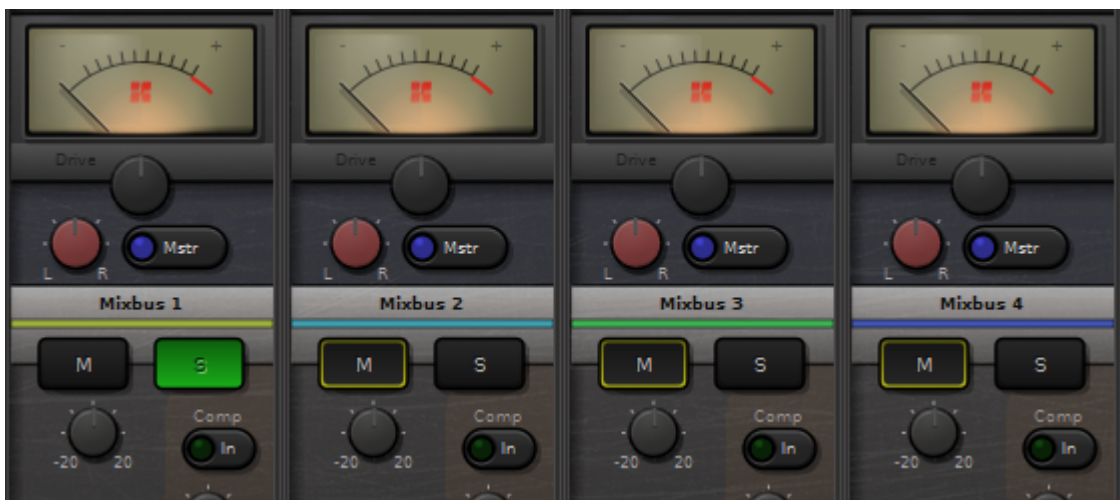 - + - + - + - +
Drive Drive Drive Drive
L R Mstr L R Mstr L R Mstr L R Mstr
Mixbus 1 Mixbus 2 Mixbus 3 Mixbus 4
M S M S M S M S
Comp Comp Comp Comp
-20 20 In -20 20 In -20 20 In -20 20 In